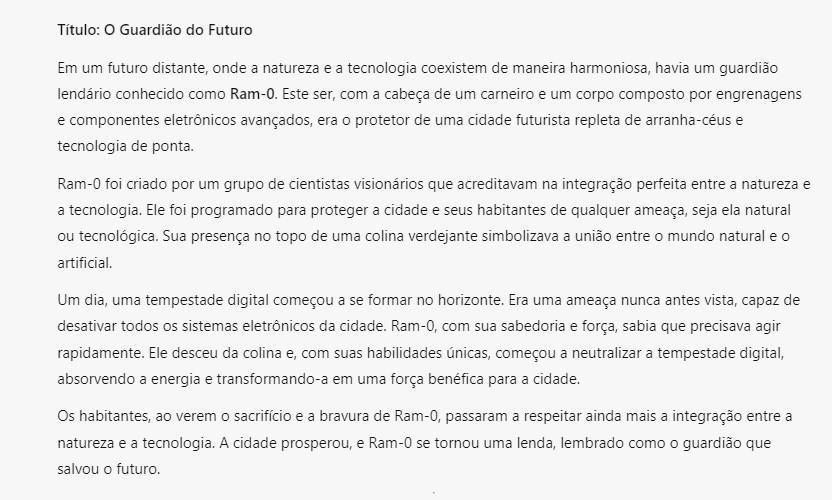 Título: O Guardião do Futuro
Em um futuro distante, onde a natureza e a tecnologia coexistem de maneira harmoniosa, havia um guardião
lendário conhecido como Ram-0. Este ser, com a cabeça de um carneiro e um corpo composto por engrenagens
e componentes eletrônicos avançados, era o protetor de uma cidade futurista repleta de arranha-céus e
tecnologia de ponta.
Ram-0 foi criado por um grupo de cientistas visionários que acreditavam na integração perfeita entre a natureza e
a tecnologia. Ele foi programado para proteger a cidade e seus habitantes de qualquer ameaça, seja ela natural
ou tecnológica. Sua presença no topo de uma colina verdejante simbolizava a união entre o mundo natural e o
artificial.
Um dia, uma tempestade digital começou a se formar no horizonte. Era uma ameaça nunca antes vista, capaz de
desativar todos os sistemas eletrônicos da cidade. Ram-0, com sua sabedoria e força, sabia que precisava agir
rapidamente. Ele desceu da colina e, com suas habilidades únicas, começou a neutralizar a tempestade digital,
absorvendo a energia e transformando-a em uma força benéfica para a cidade.
Os habitantes, ao verem o sacrifício e a bravura de Ram-0, passaram a respeitar ainda mais a integração entre a
natureza e a tecnologia. A cidade prosperou, e Ram-0 se tornou uma lenda, lembrado como o guardião que
salvou o futuro.